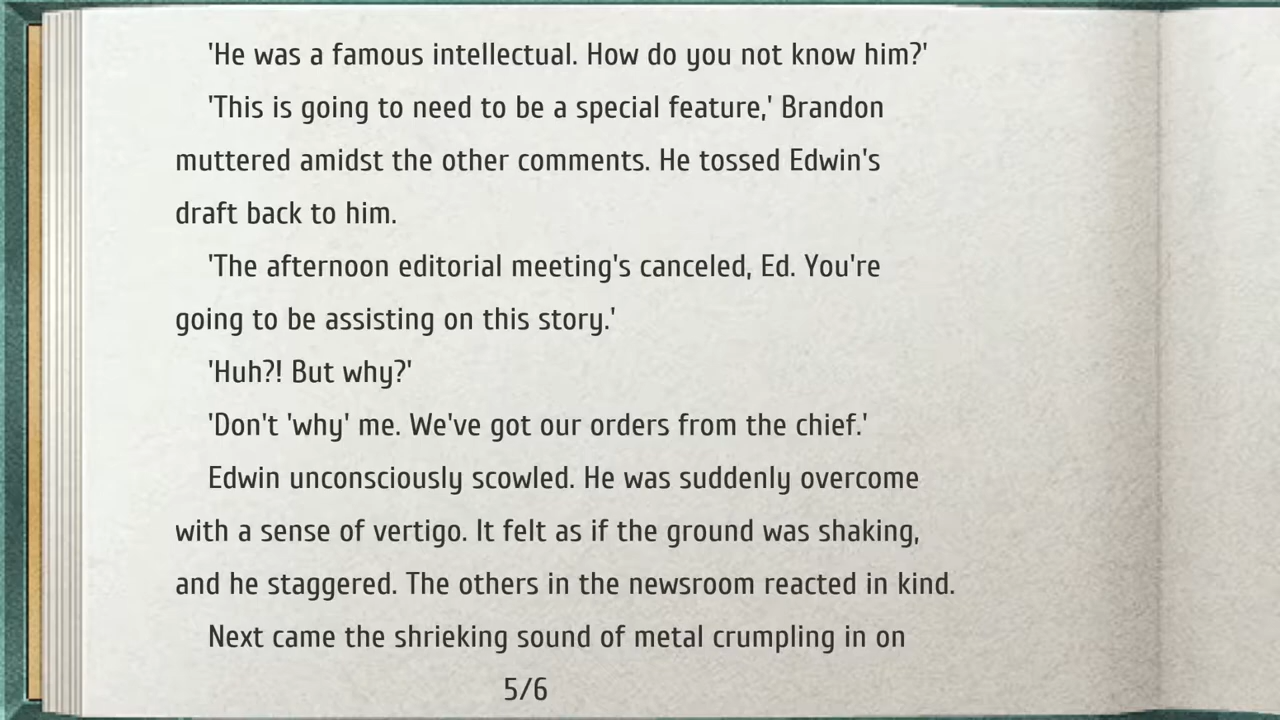 'He was a famous intellectual. How do you not know him?'
'This is going to need to be a special feature,' Brandon
muttered amidst the other comments. He tossed Edwin's
draft back to him.
'The afternoon editorial meeting's canceled, Ed. You're
going to be assisting on this story.'
'Huh?! But why?'
'Don't 'why' me. We've got our orders from the chief.'
Edwin unconsciously scowled. He was suddenly overcome
with a sense of vertigo. It felt as if the ground was shaking,
and he staggered. The others in the newsroom reacted in kind.
Next came the shrieking sound of metal crumpling in on
5/6